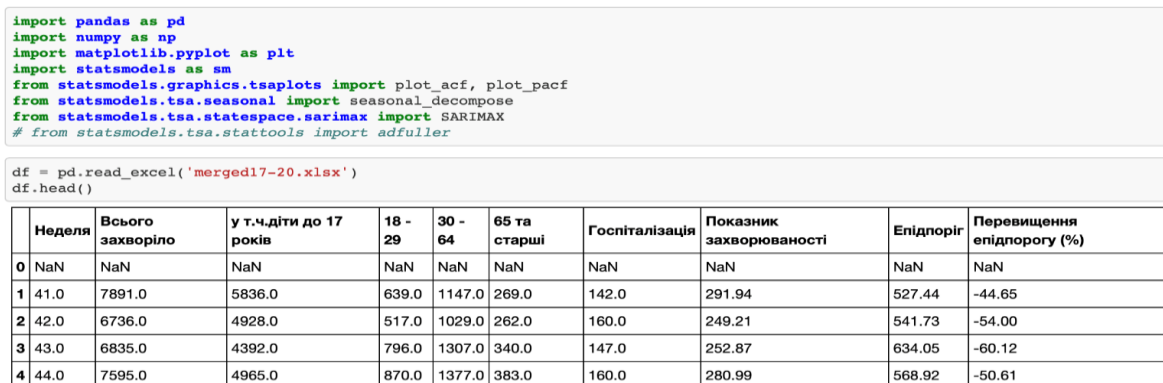 import pandas as pd
import numpy as np
import matplotlib.pyplot as plt
import statsmodels as sm
from statsmodels.graphics.tsaplots import plot_acf, plot_pacf
from statsmodels.tsa.seasonal import seasonal_decompose
from statsmodels.tsa.statespace.sarimax import SARIMAX
# from statsmodels.tsa.stattools import adfuller
df = pd.read_excel('merged17-20.xlsx')
df.head()
Неделя Всього захворіло у т.ч.діти до 17 років 18 - 29 30 - 64 65 та старші Госпіталізація Показник захворюваності Епідпоріг Перевищення епідпорогу (%)
0 NaN NaN NaN NaN NaN NaN NaN NaN NaN NaN
1 41.0 7891.0 5836.0 639.0 1147.0 269.0 142.0 291.94 527.44 -44.65
2 42.0 6736.0 4928.0 517.0 1029.0 262.0 160.0 249.21 541.73 -54.00
3 43.0 6835.0 4392.0 796.0 1307.0 340.0 147.0 252.87 634.05 -60.12
4 44.0 7595.0 4965.0 870.0 1377.0 383.0 160.0 280.99 568.92 -50.61